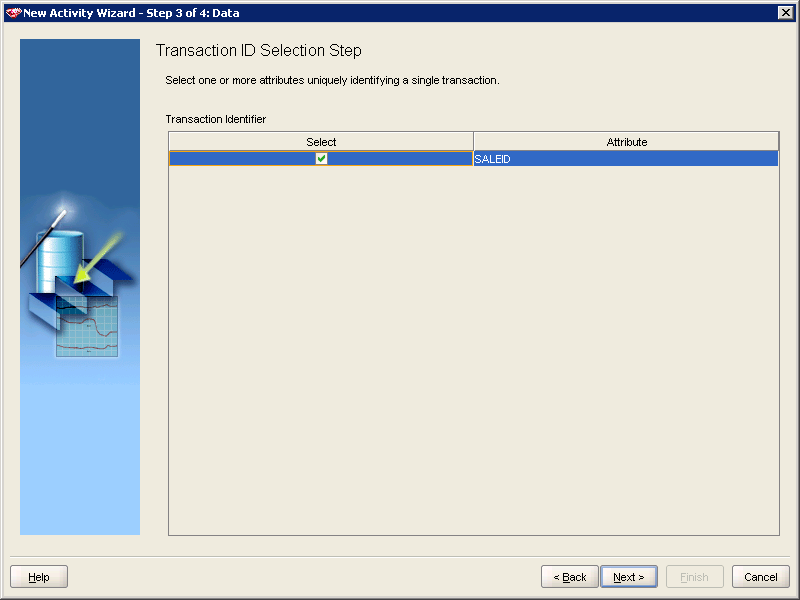 New Activity Wizard - Step 3 of 4: Data
Transaction ID Selection Step
Select one or more attributes uniquely identifying a single transaction.
Transaction Identifier
Select Attribute
SALEID
Help < Back Next > Finish Cancel